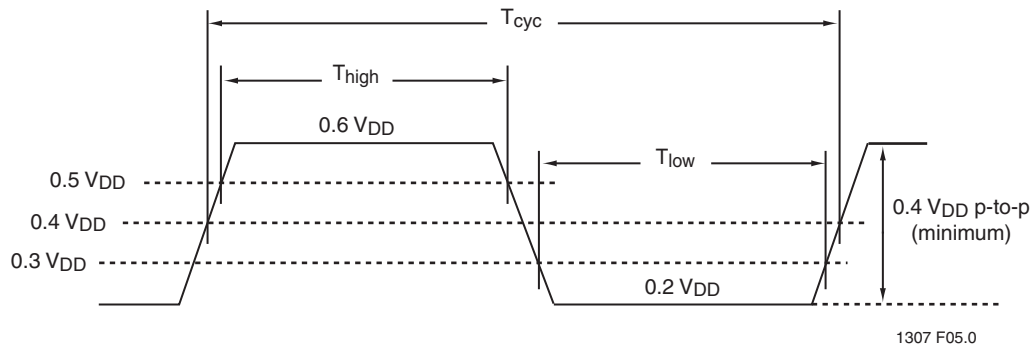 Tcyc
Thigh
0.6 VDD
Tlow
0.5 VDD
0.4 VDD
0.4 VDD p-to-p
(minimum)
0.3 VDD
0.2 VDD
1307 F05.0